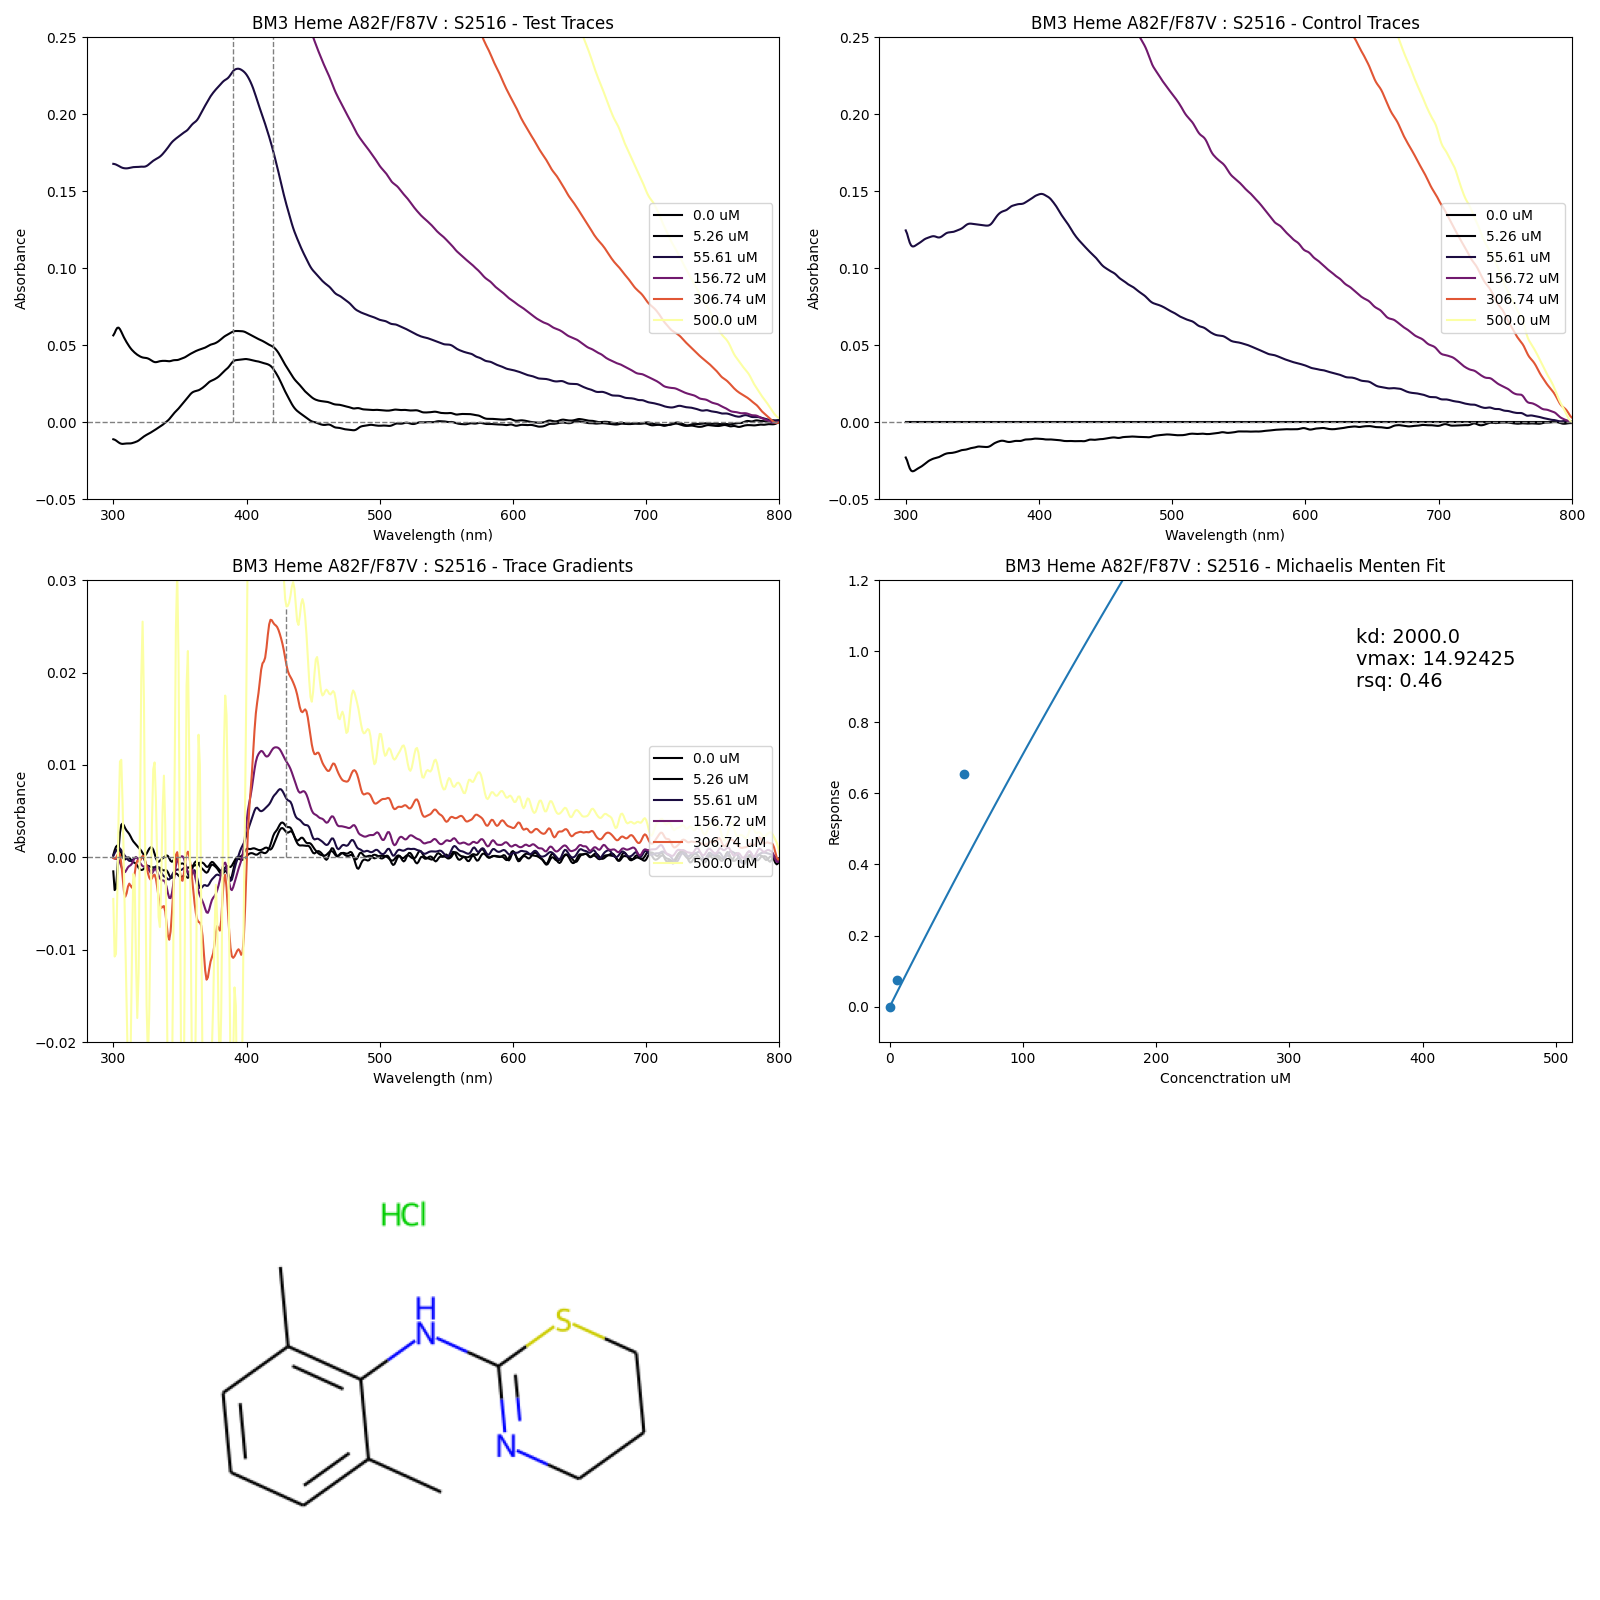 BM3 Heme A82F/F87V : S2516 - Test Traces
0.25
0.20
0.15
0.10
0.05
0.00
−0.05
Absorbance
300 400 500 600 700 800
Wavelength (nm)
0.0 uM
5.26 uM
55.61 uM
156.72 uM
306.74 uM
500.0 uM
BM3 Heme A82F/F87V : S2516 - Control Traces
0.25
0.20
0.15
0.10
0.05
0.00
−0.05
Absorbance
300 400 500 600 700 800
Wavelength (nm)
0.0 uM
5.26 uM
55.61 uM
156.72 uM
306.74 uM
500.0 uM
BM3 Heme A82F/F87V : S2516 - Trace Gradients
0.03
0.02
0.01
0.00
−0.01
−0.02
Absorbance
300 400 500 600 700 800
Wavelength (nm)
0.0 uM
5.26 uM
55.61 uM
156.72 uM
306.74 uM
500.0 uM
BM3 Heme A82F/F87V : S2516 - Michaelis Menten Fit
1.2
1.0
0.8
0.6
0.4
0.2
0.0
Response
0 100 200 300 400 500
Concenctration uM
kd: 2000.0
vmax: 14.92425
rsq: 0.46
HCl
H
N
S
N